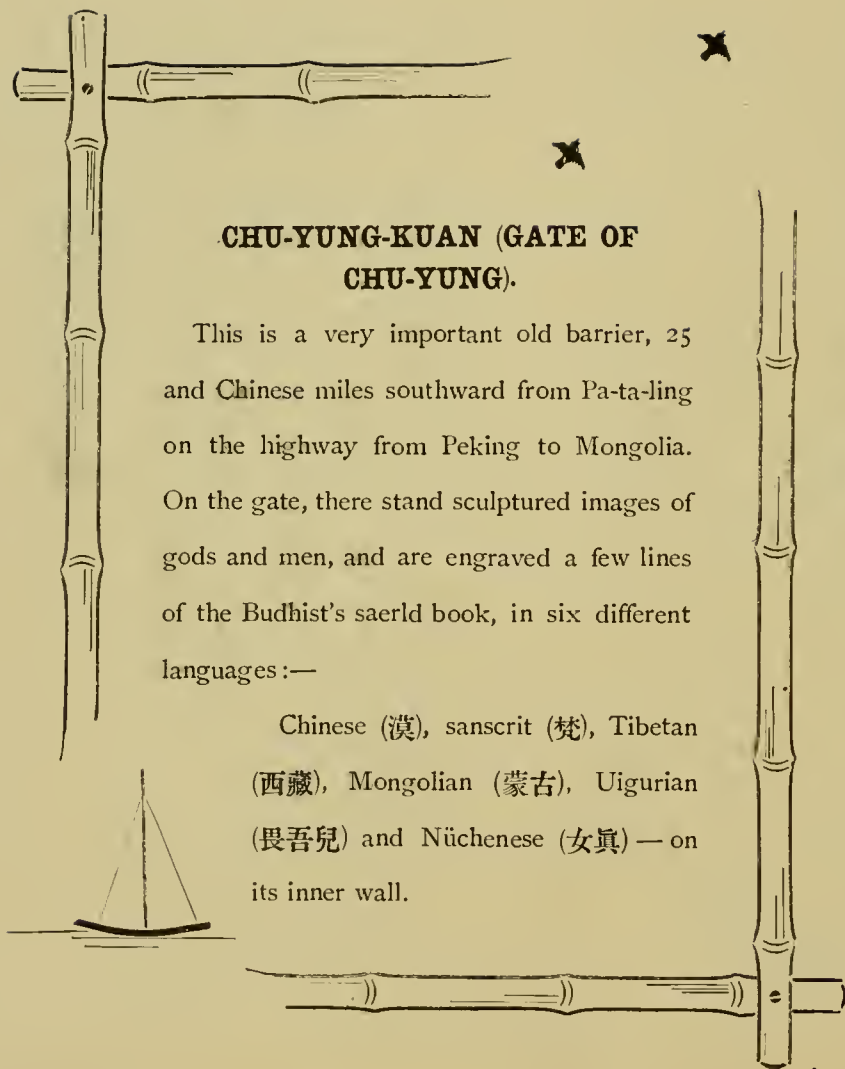 CHU-YUNG-KUAN (GATE OF
CHU-YUNG).
This is a very important old barrier, 25
and Chinese miles southward from Pa-ta-ling
on the highway from Peking to Mongolia.
On the gate, there stand sculptured images of
gods and men, and are engraved a few lines
of the Budhist's saerld book, in six different
languages:—
Chinese (漠), sanscrit (梵), Tibetan
(西藏), Mongolian (蒙古), Uigurian
(畏吾兒) and Nüchenese (女眞) — on
its inner wall.